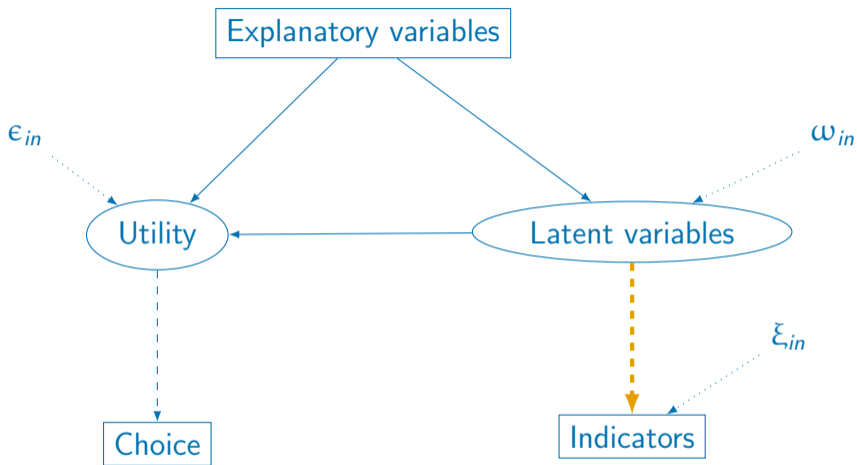 Explanatory variables
ϵin
ωin
Utility
Latent variables
ξin
Choice
Indicators